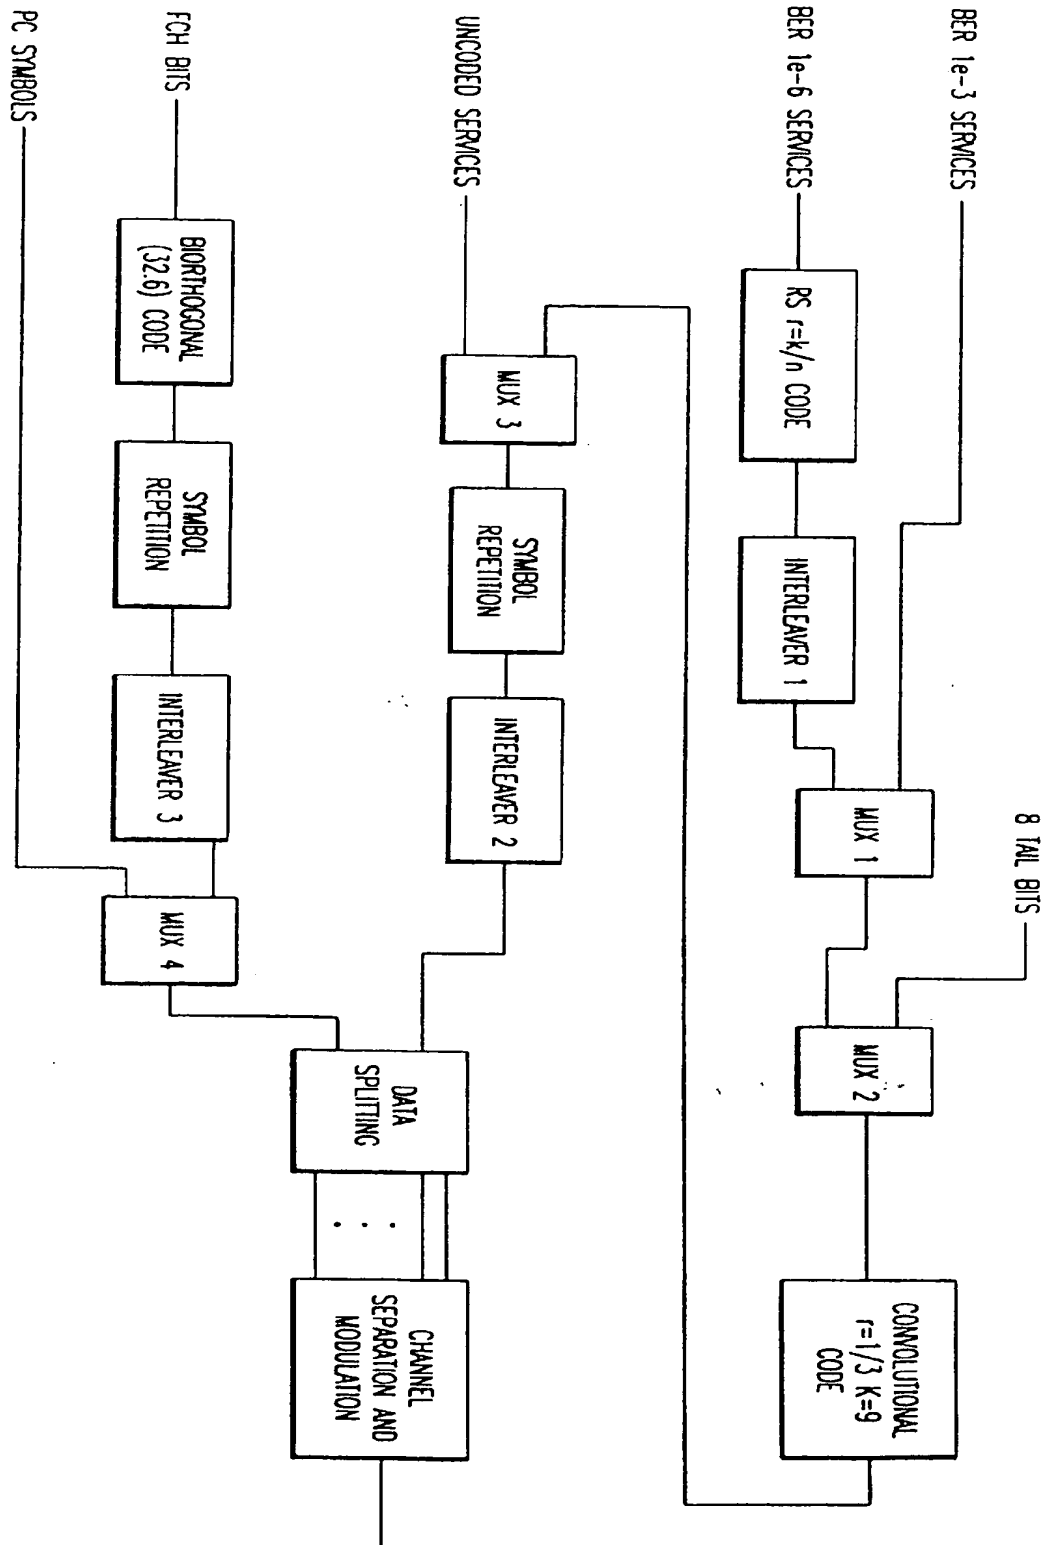 BER 1e-3 SERVICES
8 TAIL BITS
BER 1e-6 SERVICES
RS r=k/n CODE
INTERLEAVER 1
MUX 1
MUX 2
CONVOLUTIONAL
r=1/3 K=9
CODE
UNCODED SERVICES
MUX 3
SYMBOL
REPETITION
INTERLEAVER 2
DATA
SPLITTING
CHANNEL
SEPARATION AND
MODULATION
FCH BITS
BIORTHOGONAL
(32.6) CODE
SYMBOL
REPETITION
INTERLEAVER 3
MUX 4
PC SYMBOLS